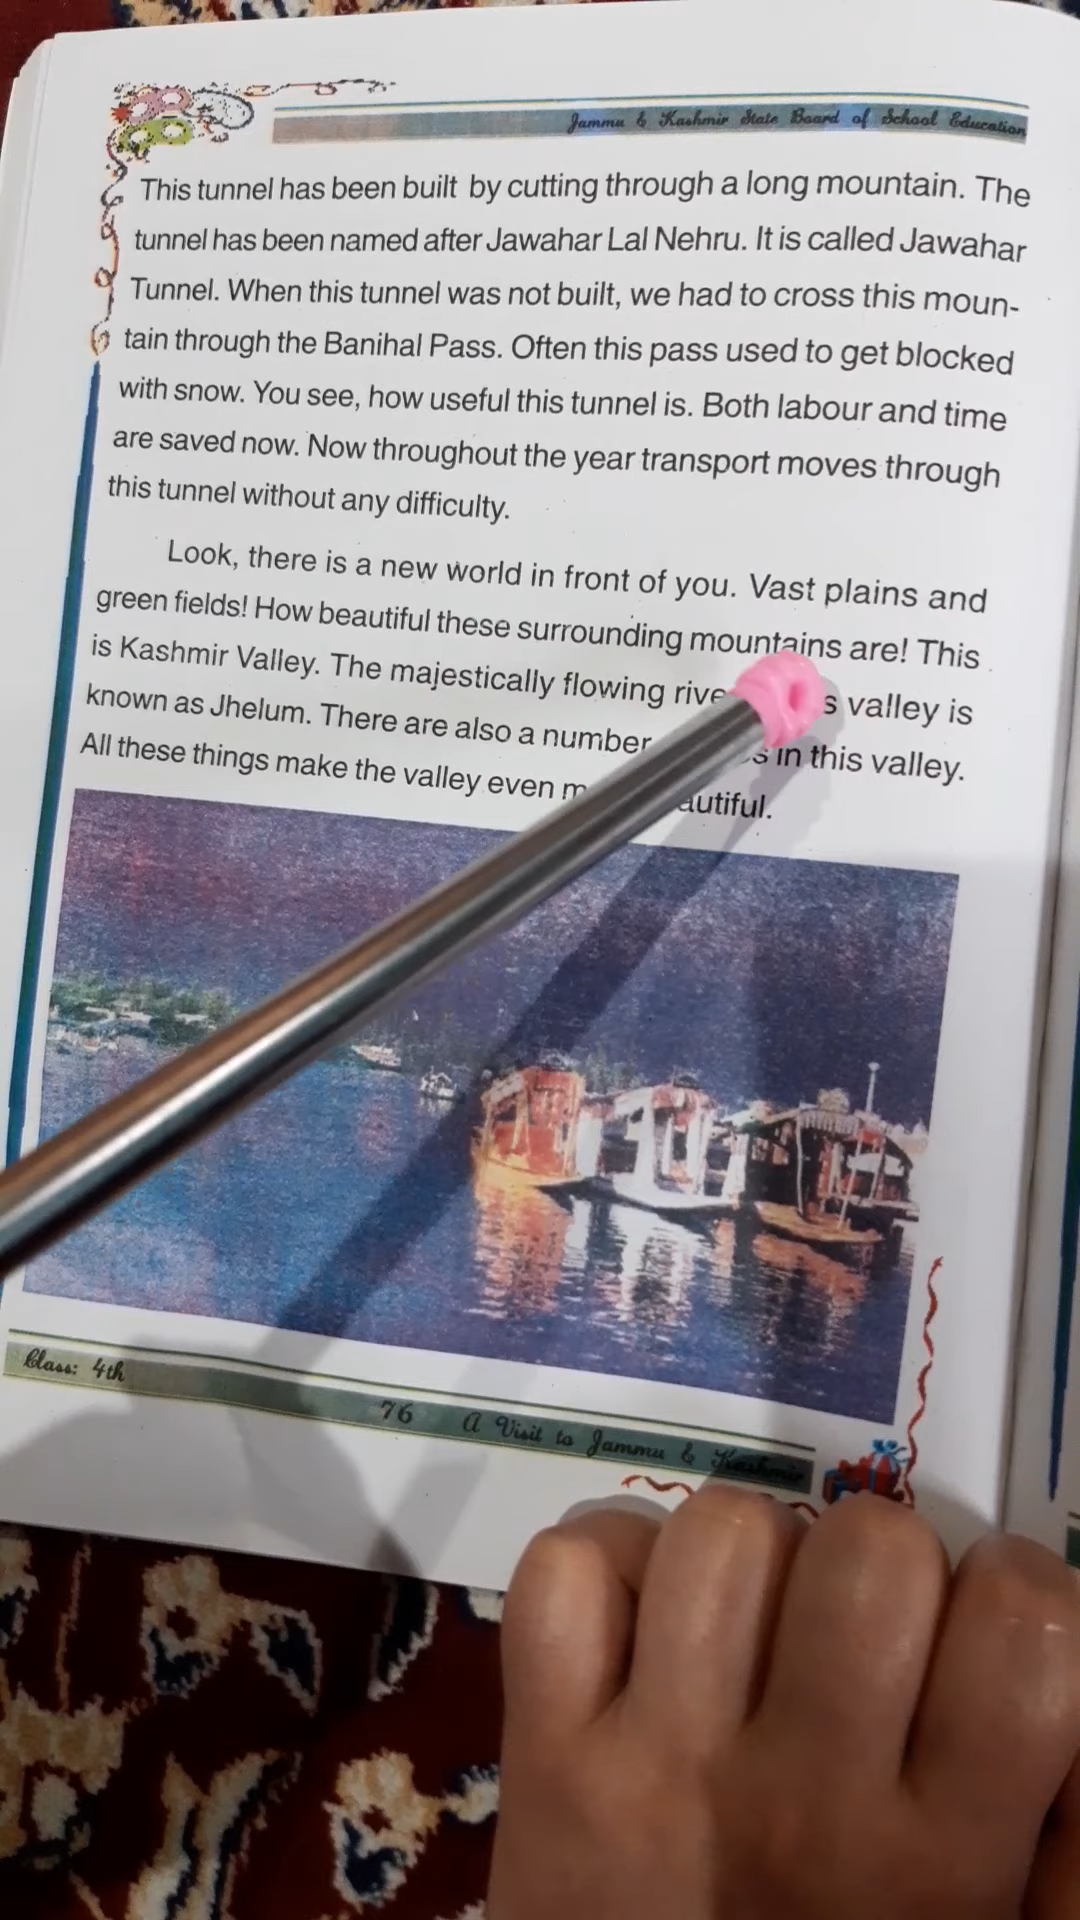 Jammu & Kashmir State Board of School Education
This tunnel has been built by cutting through a long mountain. The
tunnel has been named after Jawahar Lal Nehru. It is called Jawahar
Tunnel. When this tunnel was not built, we had to cross this moun-
tain through the Banihal Pass. Often this pass used to get blocked
with snow. You see, how useful this tunnel is. Both labour and time
are saved now. Now throughout the year transport moves through
this tunnel without any difficulty.
Look, there is a new world in front of you. Vast plains and
green fields! How beautiful these surrounding mountains are! This
is Kashmir Valley. The majestically flowing valley is
known as Jhelum. There are also a number in this valley.
All these things make the valley even
Class: 4th
76 A Visit to Jammu & Kashmir